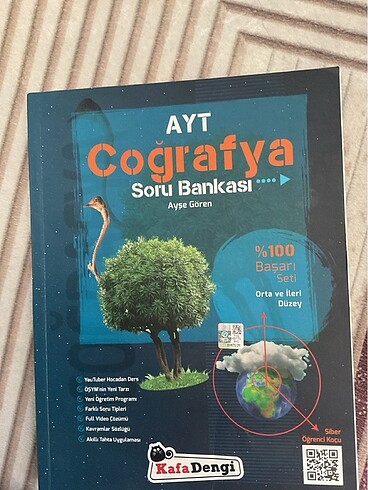 AYT
Coğrafya
Soru Bankası
Ayşe Gören
%100
Başarı
Seti
Orta ve İleri
Düzey
YouTuber Hocadan Ders
ÖSYM'nin Yeni Tarzı
Yeni Öğretim Programı
Farklı Soru Tipleri
Full Video Çözümü
Kavramlar Sözlüğü
Akıllı Tahta Uygulaması
Siber
Öğrenci Koçu
KafaDengi